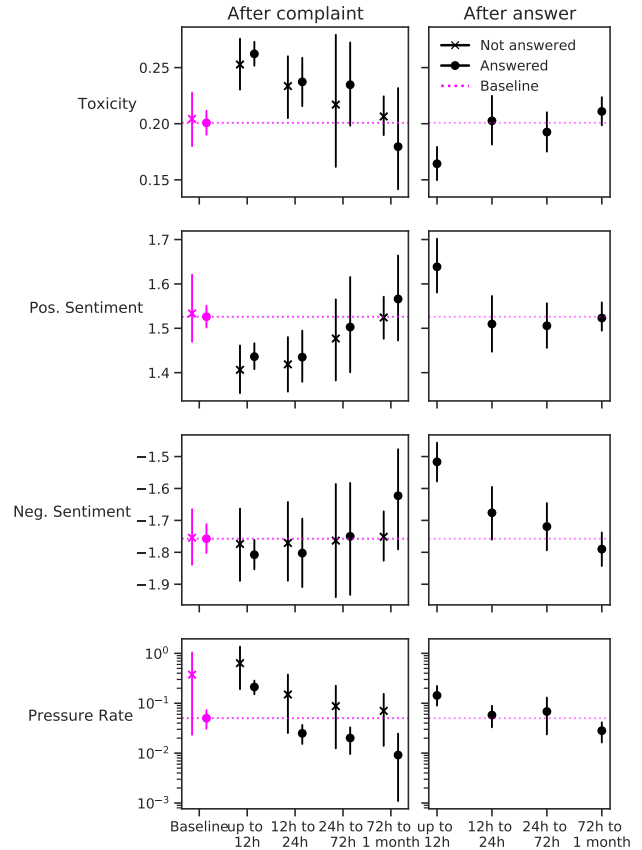 After complaint
After answer
Toxicity
0.25
0.20
0.15
Not answered
Answered
Baseline
Pos. Sentiment
1.7
1.6
1.5
1.4
Neg. Sentiment
−1.5
−1.6
−1.7
−1.8
−1.9
Pressure Rate
10⁰
10⁻¹
10⁻²
10⁻³
Baseline
up to
12h
12h to
24h
24h to
72h
72h to
1 month
up to
12h
12h to
24h
24h to
72h
72h to
1 month